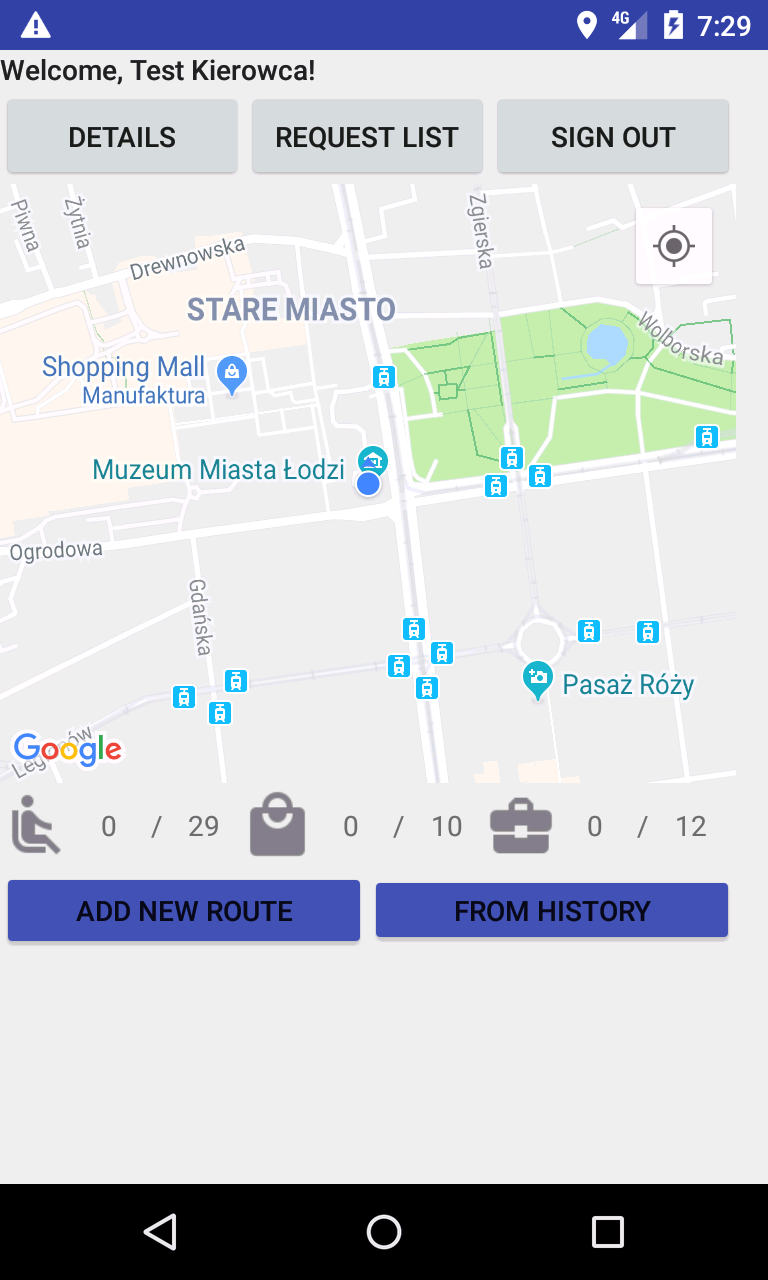 4G 7:29
Welcome, Test Kierowca!
DETAILS REQUEST LIST SIGN OUT
Piwna
Żytnia
Zgierska
Drewnowska
STARE MIASTO
Wolborska
Shopping Mall
Manufaktura
Muzeum Miasta Łodzi
Ogrodowa
Gdańska
Pasaż Róży
Legionów
Google
0 / 29 0 / 10 0 / 12
ADD NEW ROUTE FROM HISTORY